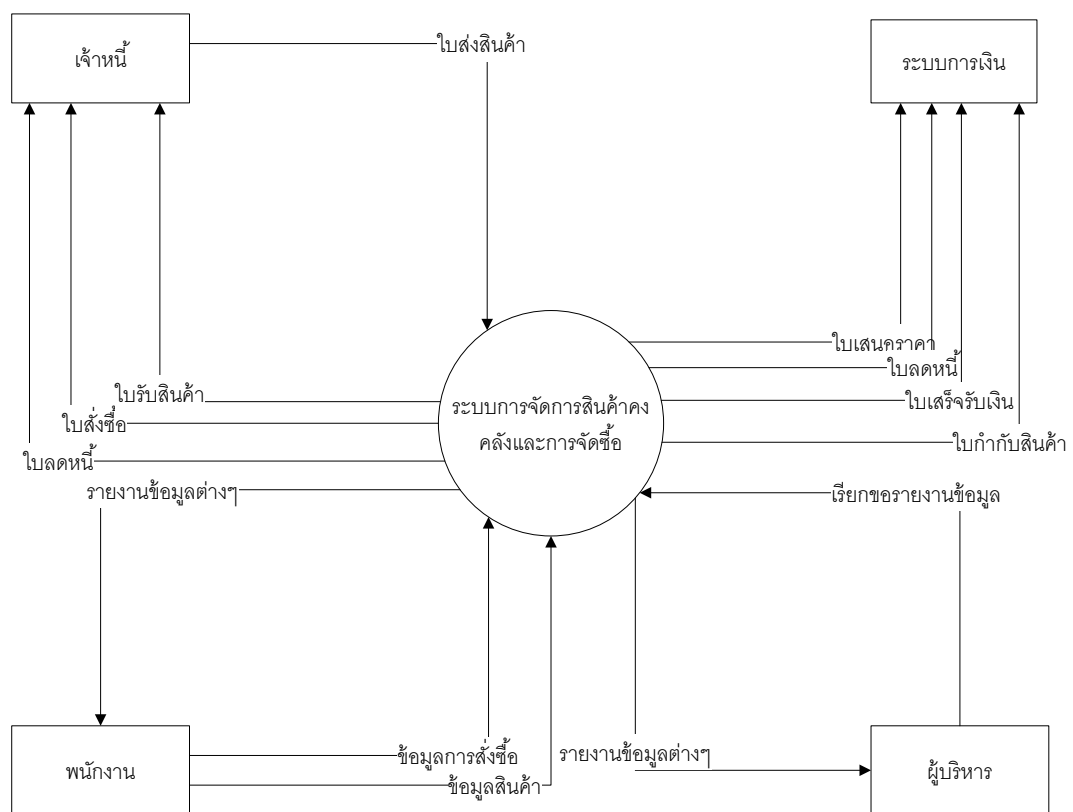 เจ้าหนี้
ใบส่งสินค้า
ระบบการเงิน
ใบเสนคราคา
ใบลดหนี้
ใบรับสินค้า
ใบเสร็จรับเงิน
ระบบการจัดการสินค้าคง
คลังและการจัดซื้อ
ใบสั่งซื้อ
ใบกำกับสินค้า
ใบลดหนี้
รายงานข้อมูลต่างๆ
เรียกขอรายงานข้อมูล
ข้อมูลการสั่งซื้อ
รายงานข้อมูลต่างๆ
พนักงาน
ข้อมูลสินค้า
ผู้บริหาร